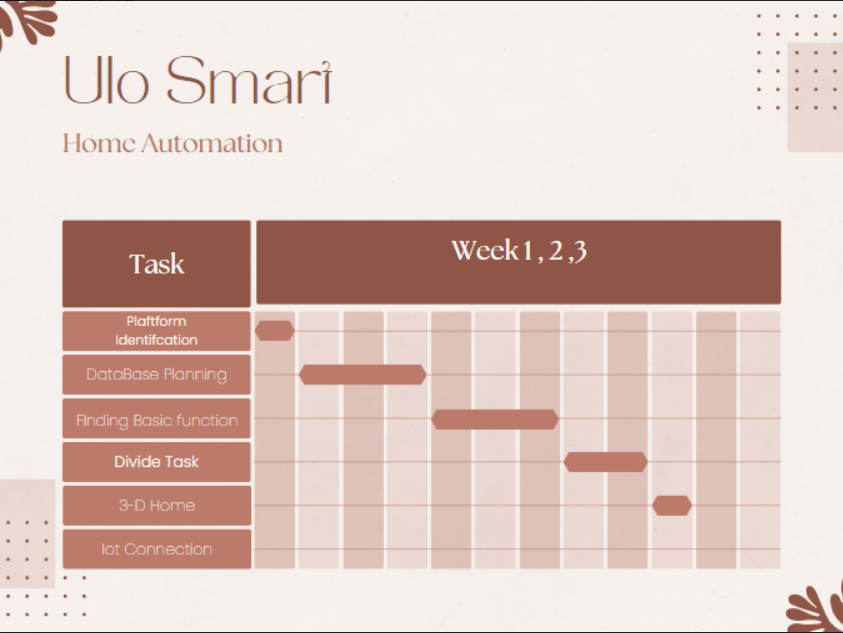 Ulo Smart
2
Home Automation
Task
Week1 , 2 ,3
Plaftform
Identifcation
DataBase Planning
FInding Basic function
Divide Task
3-D Home
Iot Connection